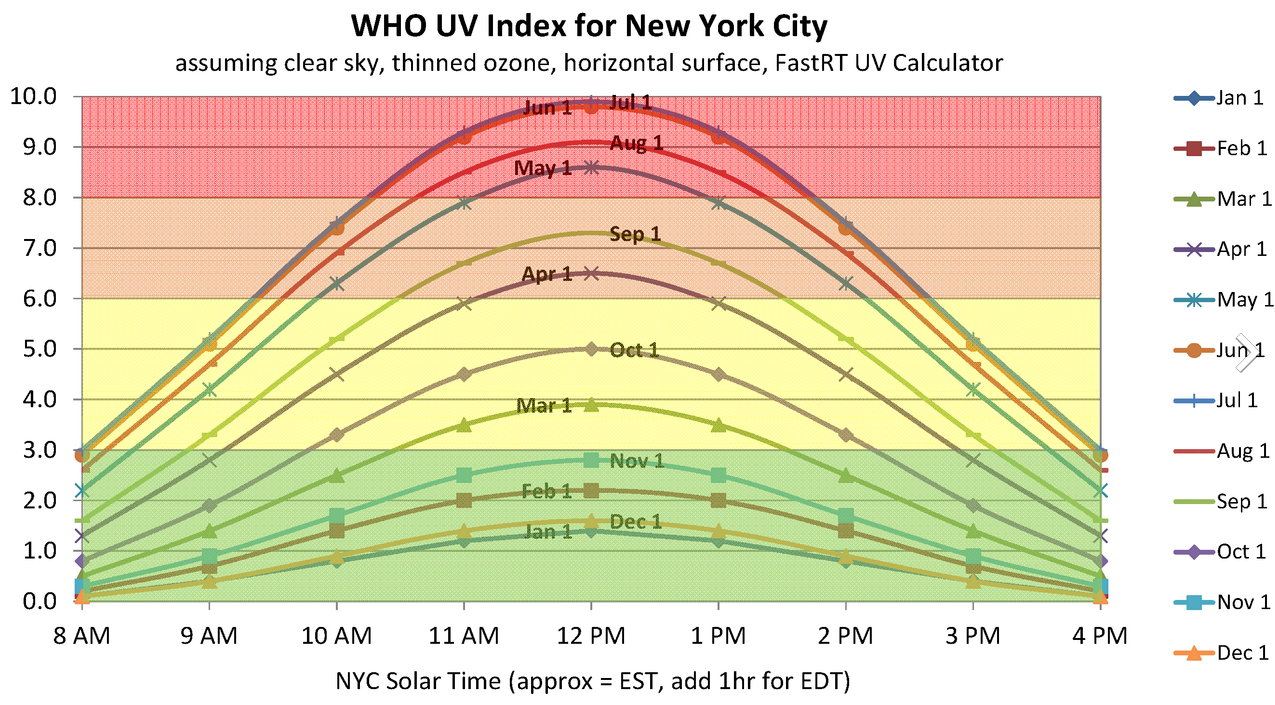 WHO UV Index for New York City
assuming clear sky, thinned ozone, horizontal surface, FastRT UV Calculator
10.0
9.0
8.0
7.0
6.0
5.0
4.0
3.0
2.0
1.0
0.0
Jun 1
Jul 1
Aug 1
May 1
Sep 1
Apr 1
Oct 1
Mar 1
Nov 1
Feb 1
Dec 1
Jan 1
8 AM 9 AM 10 AM 11 AM 12 PM 1 PM 2 PM 3 PM 4 PM
NYC Solar Time (approx = EST, add 1hr for EDT)
Jan 1
Feb 1
Mar 1
Apr 1
May 1
Jun 1
Jul 1
Aug 1
Sep 1
Oct 1
Nov 1
Dec 1